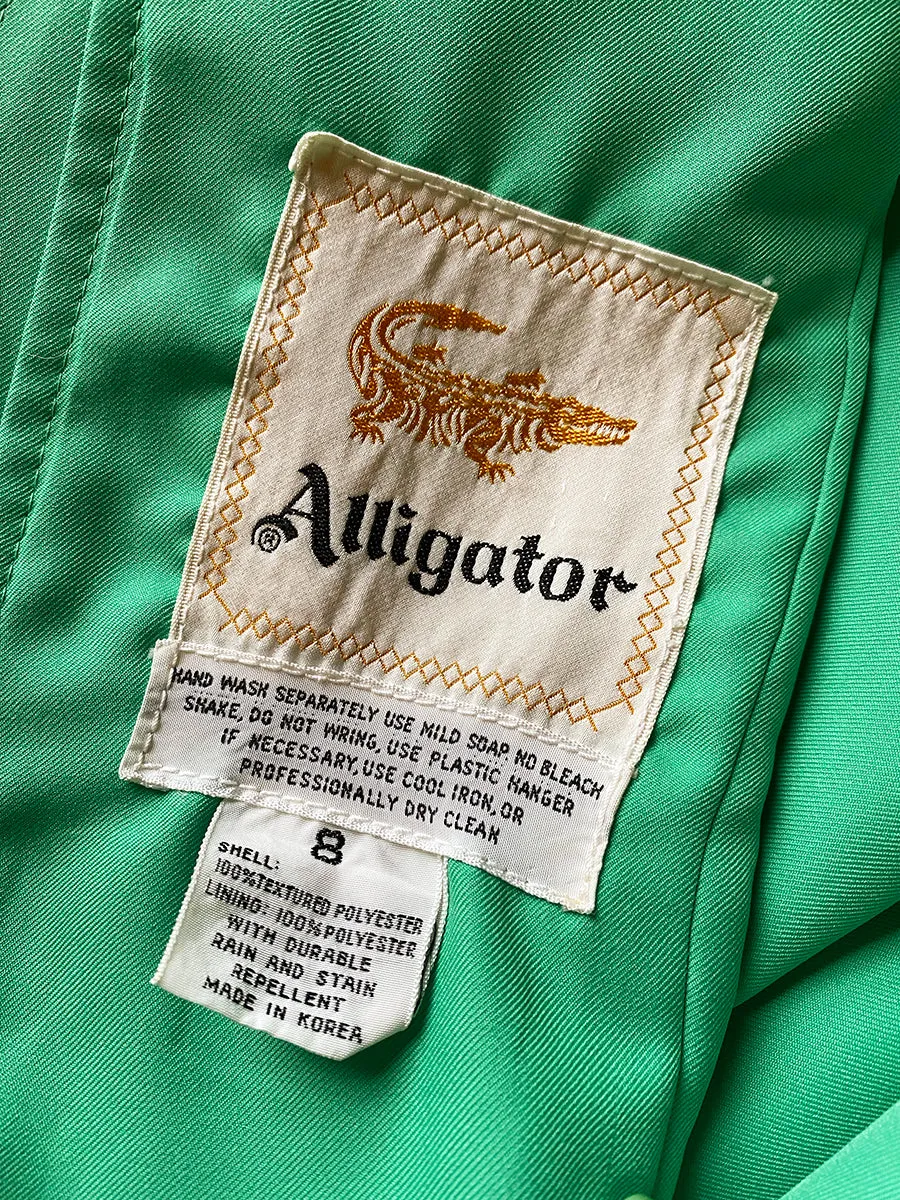 Alligator
®
HAND WASH SEPARATELY USE MILD SOAP, NO BLEACH
SHAKE, DO NOT WRING, USE PLASTIC HANGER
IF NECESSARY, USE COOL IRON, OR
PROFESSIONALLY DRY CLEAN
8
SHELL:
100% TEXTURED POLYESTER
LINING: 100% POLYESTER
WITH DURABLE
RAIN AND STAIN
REPELLENT
MADE IN KOREA